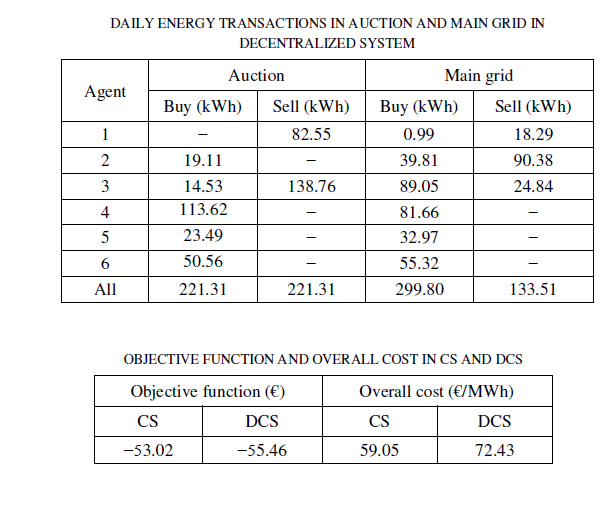 DAILY ENERGY TRANSACTIONS IN AUCTION AND MAIN GRID IN
DECENTRALIZED SYSTEM
Agent Auction Main grid
Buy (kWh) Sell (kWh) Buy (kWh) Sell (kWh)
1 – 82.55 0.99 18.29
2 19.11 – 39.81 90.38
3 14.53 138.76 89.05 24.84
4 113.62 – 81.66 –
5 23.49 – 32.97 –
6 50.56 – 55.32 –
All 221.31 221.31 299.80 133.51
OBJECTIVE FUNCTION AND OVERALL COST IN CS AND DCS
Objective function (€) Overall cost (€/MWh)
CS DCS CS DCS
−53.02 −55.46 59.05 72.43